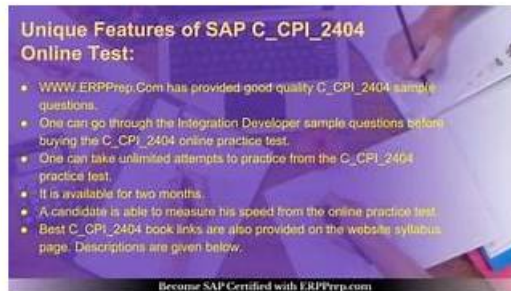 Unique Features of SAP C_CPI_2404
Online Test:
● WWW.ERPPrep.Com has provided good quality C_CPI_2404 sample
questions.
● One can go through the Integration Developer sample questions before
buying the C_CPI_2404 online practice test.
● One can take unlimited attempts to practice from the C_CPI_2404
practice test.
● It is available for two months.
● A candidate is able to measure his speed from the online practice test.
● Best C_CPI_2404 book links are also provided on the website syllabus
page. Descriptions are given below.
Become SAP Certified with ERPPrep.com